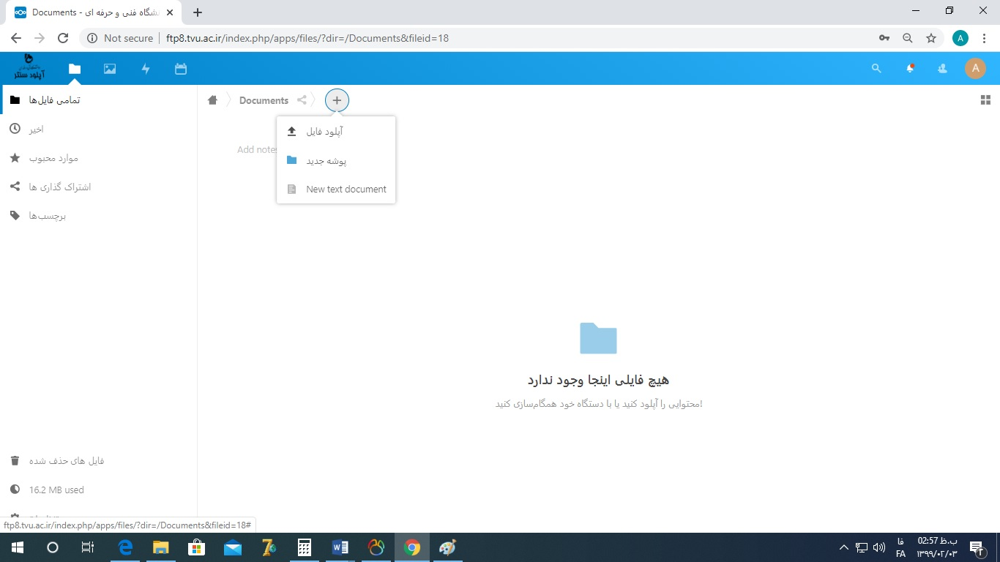 Documents - نشگاه فنی و حرفه ای
Not secure
ftp8.tvu.ac.ir/index.php/apps/files/?dir=/Documents&fileid=18
A
آپلود سنتر
A
تمامی فایل‌ها
Documents
اخیر
آپلود فایل
موارد محبوب
Add notes
پوشه جدید
اشتراک گذاری ها
New text document
برچسب‌ها
هیچ فایلی اینجا وجود ندارد
محتوایی را آپلود کنید یا با دستگاه خود همگام‌سازی کنید!
فایل های حذف شده
16.2 MB used
ftp8.tvu.ac.ir/index.php/apps/files/?dir=/Documents&fileid=18#
فا
FA
02:57 ب.ظ
۱۳۹۹/۰۲/۰۳